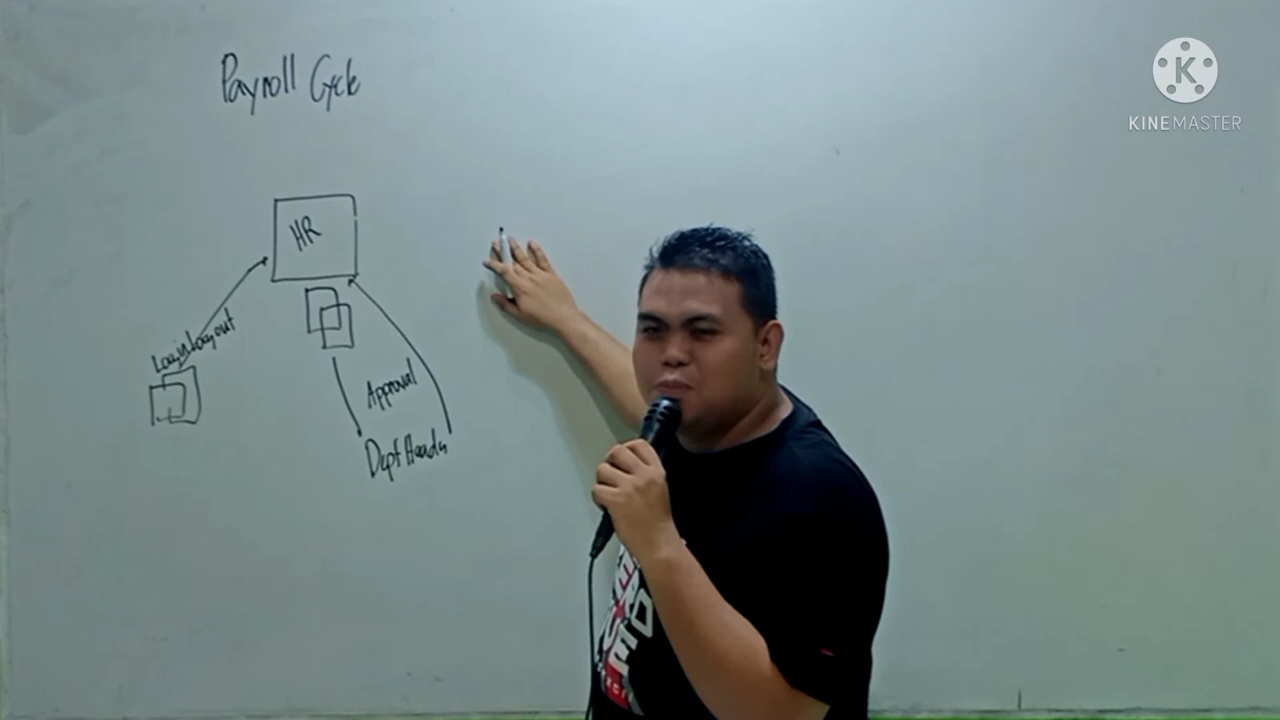 Payroll Cycle
K
KINEMASTER
HR
Login Logout
Approval
Dept Heads